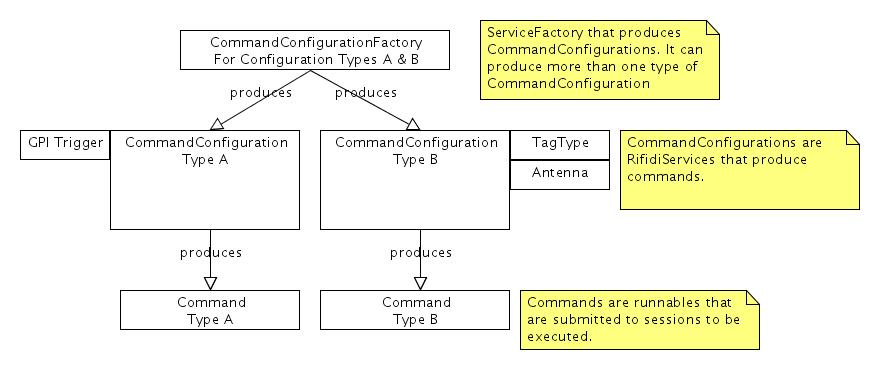 CommandConfigurationFactory
For Configuration Types A & B
ServiceFactory that produces
CommandConfigurations. It can
produce more than one type of
CommandConfiguration
produces
produces
GPI Trigger
CommandConfiguration
Type A
CommandConfiguration
Type B
TagType
Antenna
CommandConfigurations are
RifidiServices that produce
commands.
produces
produces
Command
Type A
Command
Type B
Commands are runnables that
are submitted to sessions to be
executed.